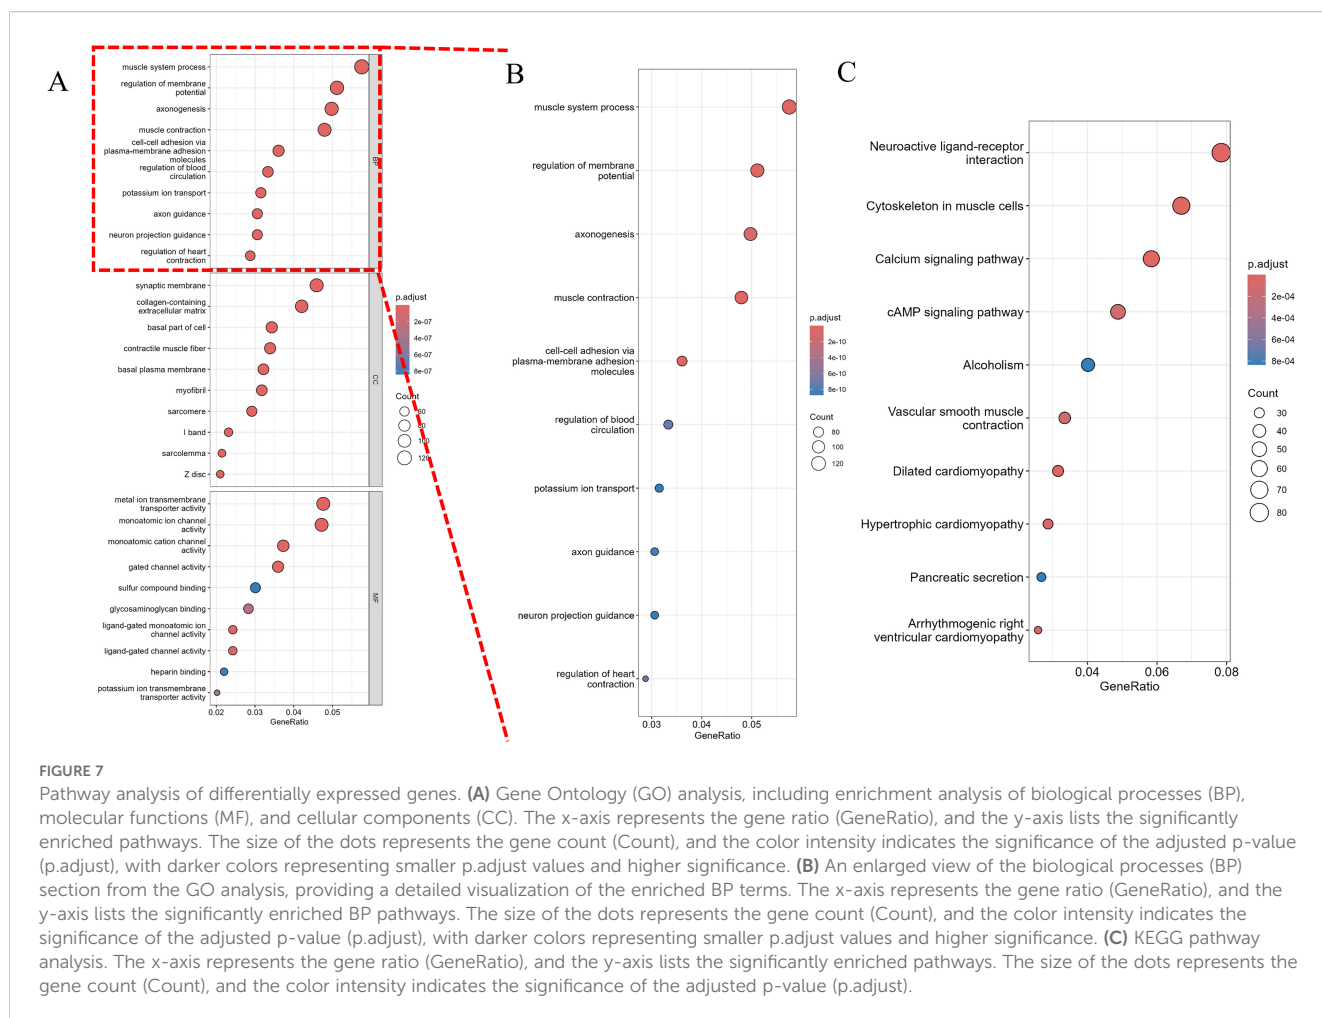 A
muscle system process
regulation of membrane
potential
axonogenesis
muscle contraction
cell-cell adhesion via
plasma-membrane adhesion
molecules
regulation of blood
circulation
potassium ion transport
axon guidance
neuron projection guidance
regulation of heart
contraction
BP
synaptic membrane
collagen-containing
extracellular matrix
basal part of cell
contractile muscle fiber
basal plasma membrane
myofibril
sarcomere
I band
sarcolemma
Z disc
CC
metal ion transmembrane
transporter activity
monoatomic ion channel
activity
monoatomic cation channel
activity
gated channel activity
sulfur compound binding
glycosaminoglycan binding
ligand-gated monoatomic ion
channel activity
ligand-gated channel activity
heparin binding
potassium ion transmembrane
transporter activity
MF
0.02 0.03 0.04 0.05
GeneRatio
p.adjust
2e-07
4e-07
6e-07
8e-07
Count
60
80
100
120
B
muscle system process
regulation of membrane
potential
axonogenesis
muscle contraction
cell-cell adhesion via
plasma-membrane adhesion
molecules
regulation of blood
circulation
potassium ion transport
axon guidance
neuron projection guidance
regulation of heart
contraction
0.03 0.04 0.05
GeneRatio
p.adjust
2e-10
4e-10
6e-10
8e-10
Count
80
100
120
C
Neuroactive ligand-receptor
interaction
Cytoskeleton in muscle cells
Calcium signaling pathway
cAMP signaling pathway
Alcoholism
Vascular smooth muscle
contraction
Dilated cardiomyopathy
Hypertrophic cardiomyopathy
Pancreatic secretion
Arrhythmogenic right
ventricular cardiomyopathy
0.04 0.06 0.08
GeneRatio
p.adjust
2e-04
4e-04
6e-04
8e-04
Count
30
40
50
60
70
80
FIGURE 7
Pathway analysis of differentially expressed genes. (A) Gene Ontology (GO) analysis, including enrichment analysis of biological processes (BP),
molecular functions (MF), and cellular components (CC). The x-axis represents the gene ratio (GeneRatio), and the y-axis lists the significantly
enriched pathways. The size of the dots represents the gene count (Count), and the color intensity indicates the significance of the adjusted p-value
(p.adjust), with darker colors representing smaller p.adjust values and higher significance. (B) An enlarged view of the biological processes (BP)
section from the GO analysis, providing a detailed visualization of the enriched BP terms. The x-axis represents the gene ratio (GeneRatio), and the
y-axis lists the significantly enriched BP pathways. The size of the dots represents the gene count (Count), and the color intensity indicates the
significance of the adjusted p-value (p.adjust), with darker colors representing smaller p.adjust values and higher significance. (C) KEGG pathway
analysis. The x-axis represents the gene ratio (GeneRatio), and the y-axis lists the significantly enriched pathways. The size of the dots represents the
gene count (Count), and the color intensity indicates the significance of the adjusted p-value (p.adjust).